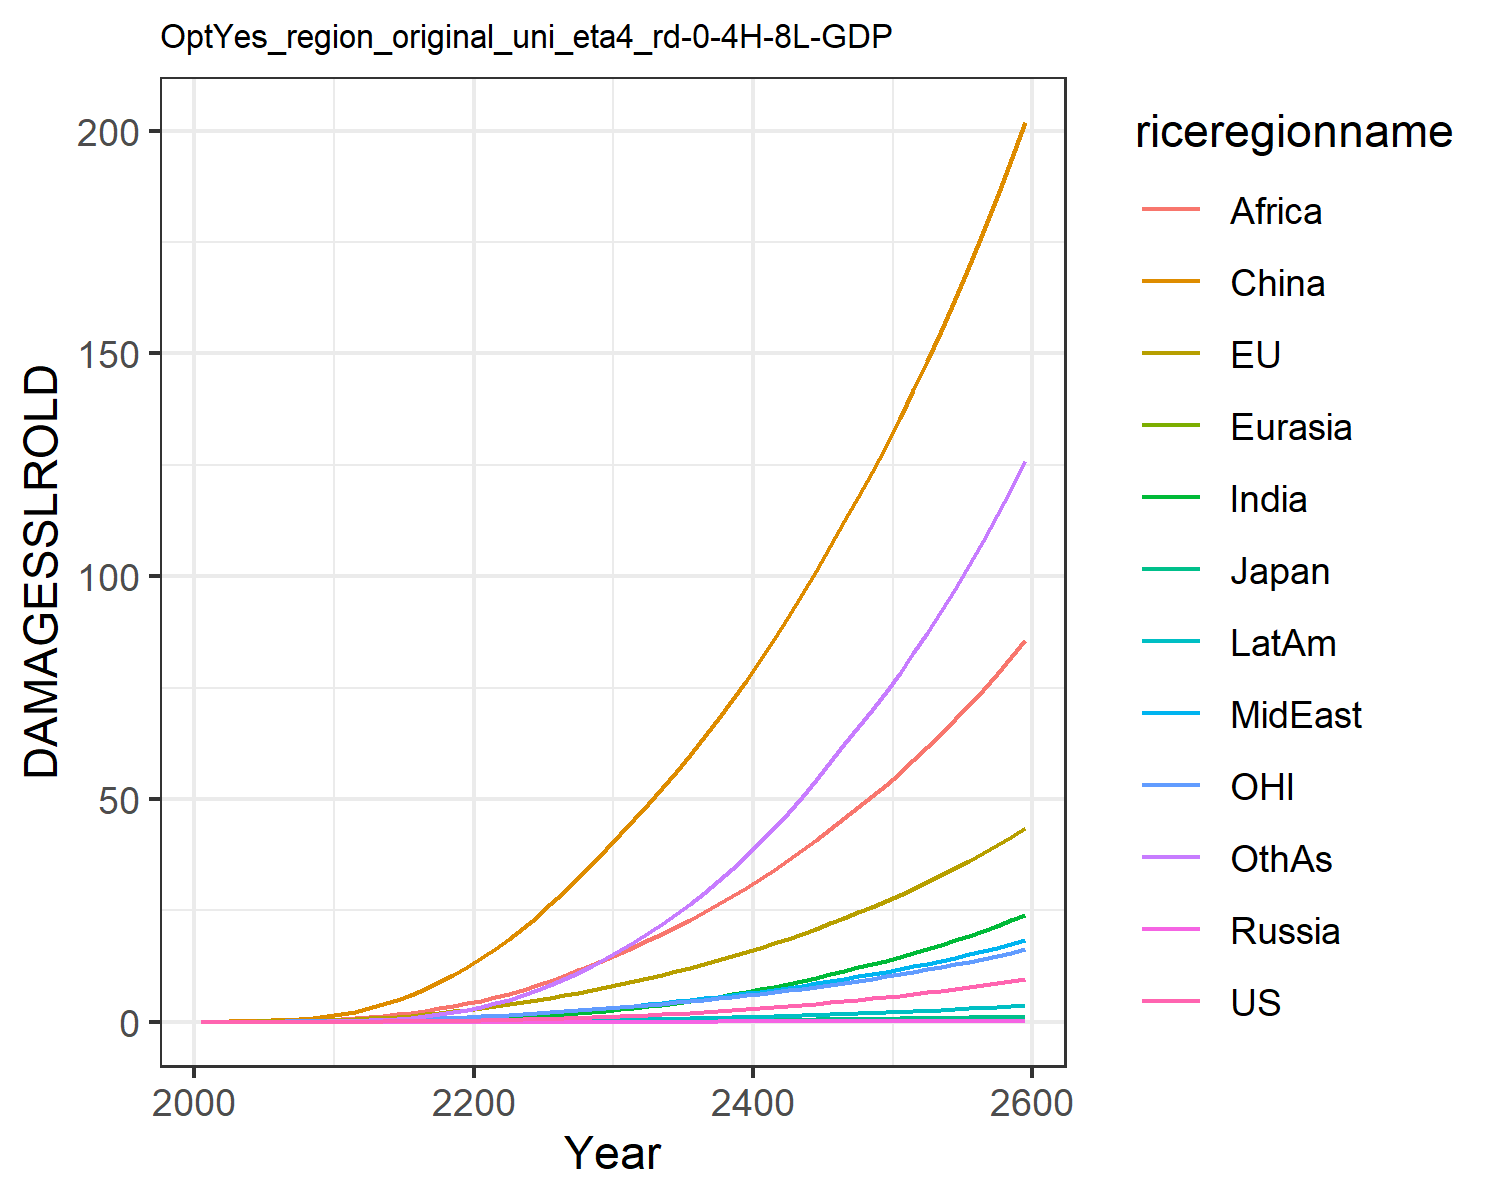 OptYes_region_original_uni_eta4_rd-0-4H-8L-GDP
DAMAGESSLROLD
200
150
100
50
0
2000 2200 2400 2600
Year
riceregionname
Africa
China
EU
Eurasia
India
Japan
LatAm
MidEast
OHI
OthAs
Russia
US